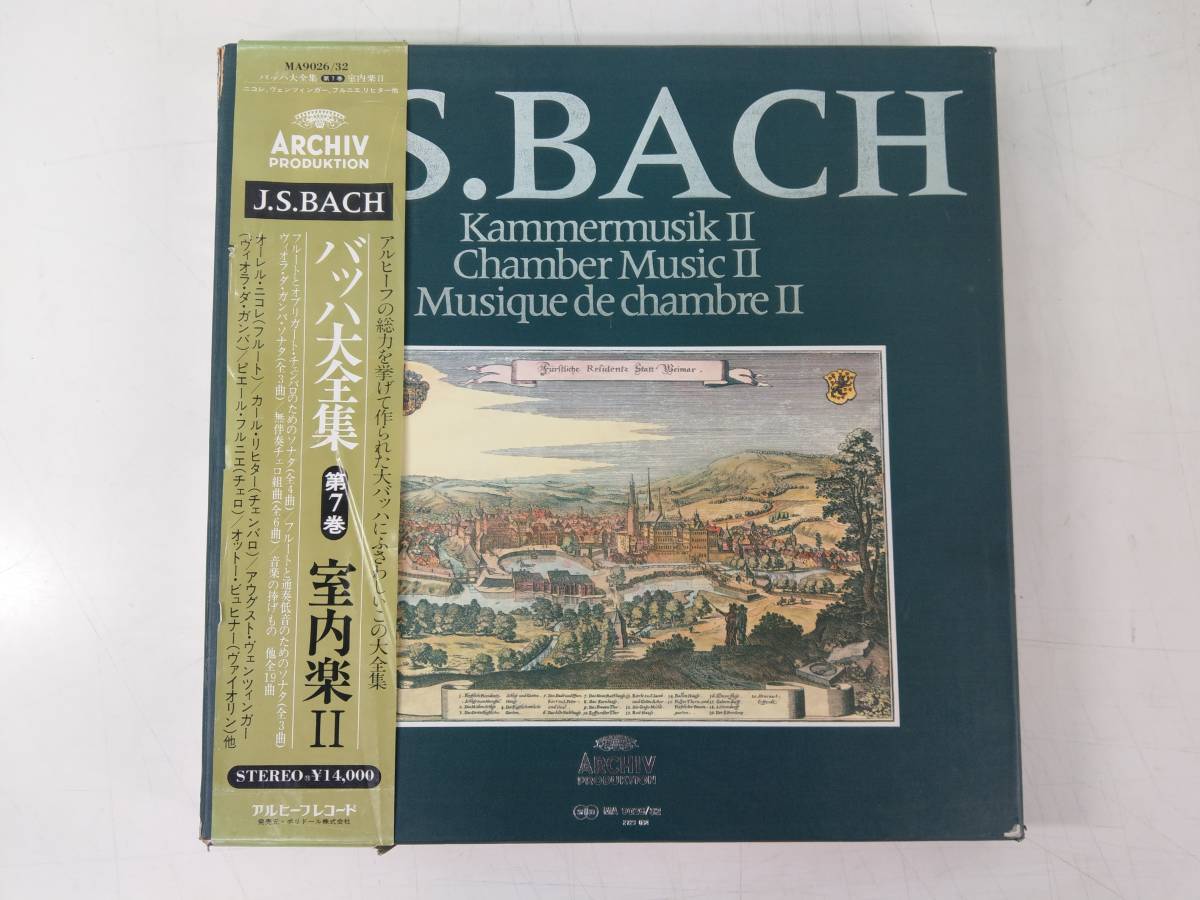 MA9026/32
バッハ大全集 第7巻 室内楽II
ニコレ、ヴェンツィンガー、フルニエ、リヒター他
ARCHIV
PRODUKTION
J.S.BACH
アルヒーフの総力を挙げて作られた大バッハにふさわしいこの大全集
バッハ大全集 第7巻 室内楽II
フルートとオブリガート・チェンバロのためのソナタ(全4曲)/フルートと通奏低音のためのソナタ(全3曲)
ヴィオラ・ダ・ガンバ・ソナタ(全3曲)/無伴奏チェロ組曲(全6曲)/音楽の捧げもの 他全19曲
オーレル・ニコレ(フルート)/カール・リヒター(チェンバロ)/アウグスト・ヴェンツィンガー
(ヴィオラ・ダ・ガンバ)/ピエール・フルニエ(チェロ)/オットー・ビュヒナー(ヴァイオリン)他
STEREO ¥14,000
アルヒーフレコード
発売元・ポリドール株式会社
S.BACH
Kammermusik II
Chamber Music II
Musique de chambre II
Fürstliche Residentz Statt Weimar.
ARCHIV
PRODUKTION
MA 9026/32